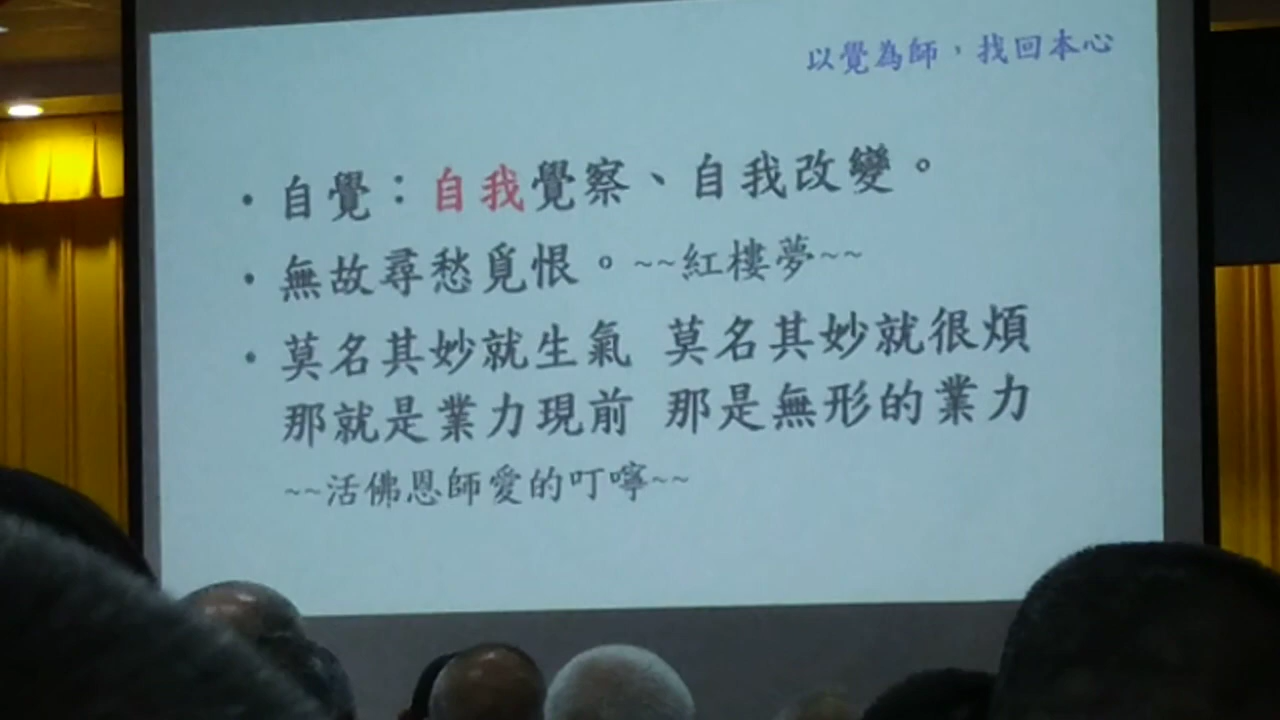 以覺為師，找回本心
• 自覺：自我覺察、自我改變。
• 無故尋愁覓恨。~~紅樓夢~~
• 莫名其妙就生氣 莫名其妙就很煩
那就是業力現前 那是無形的業力
~~活佛恩師愛的叮嚀~~